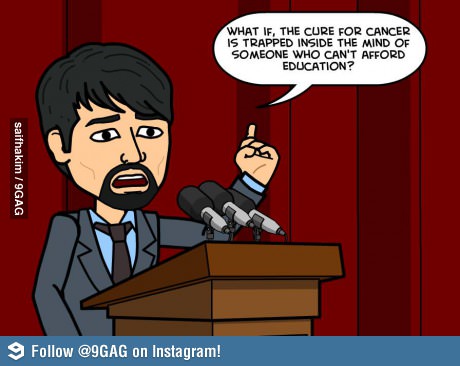 WHAT IF, THE CURE FOR CANCER
IS TRAPPED INSIDE THE MIND OF
SOMEONE WHO CAN'T AFFORD
EDUCATION?
saifhakim / 9GAG
Follow @9GAG on Instagram!